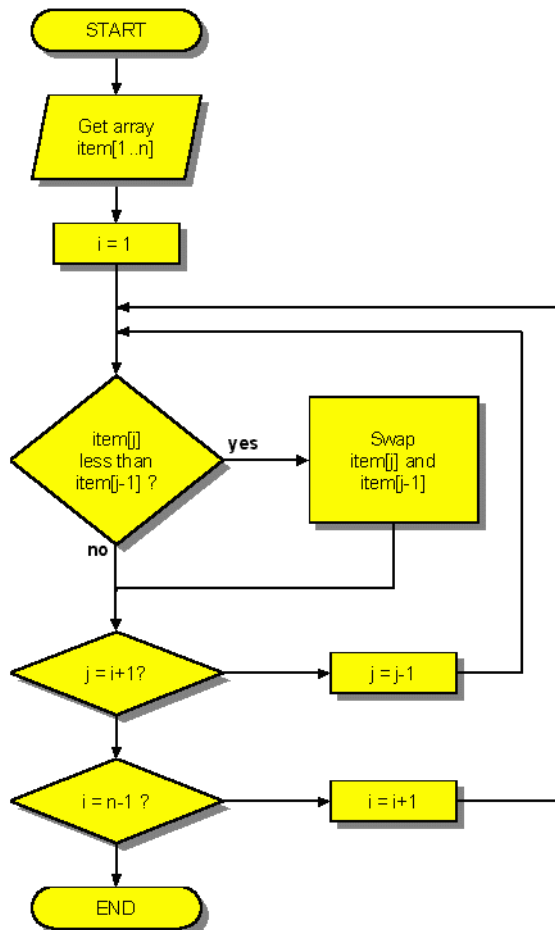 START
Get array
item[1..n]
i = 1
item[j]
less than
item[j-1] ?
yes
Swap
item[j] and
item[j-1]
no
j = i+1?
j = j-1
i = n-1 ?
i = i+1
END